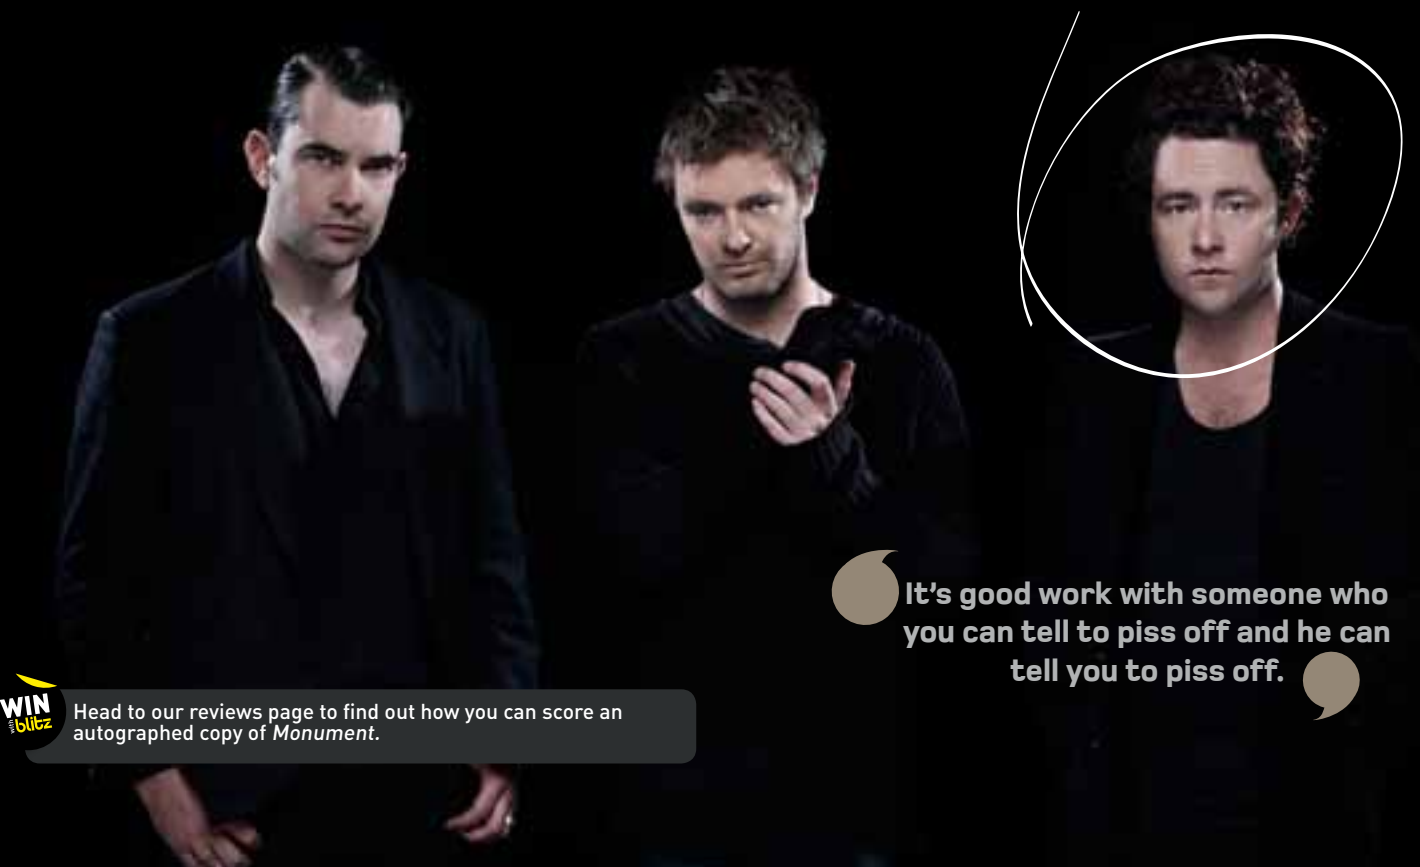 It’s good work with someone who
you can tell to piss off and he can
tell you to piss off.
WIN
with
blitz
Head to our reviews page to find out how you can score an
autographed copy of Monument.